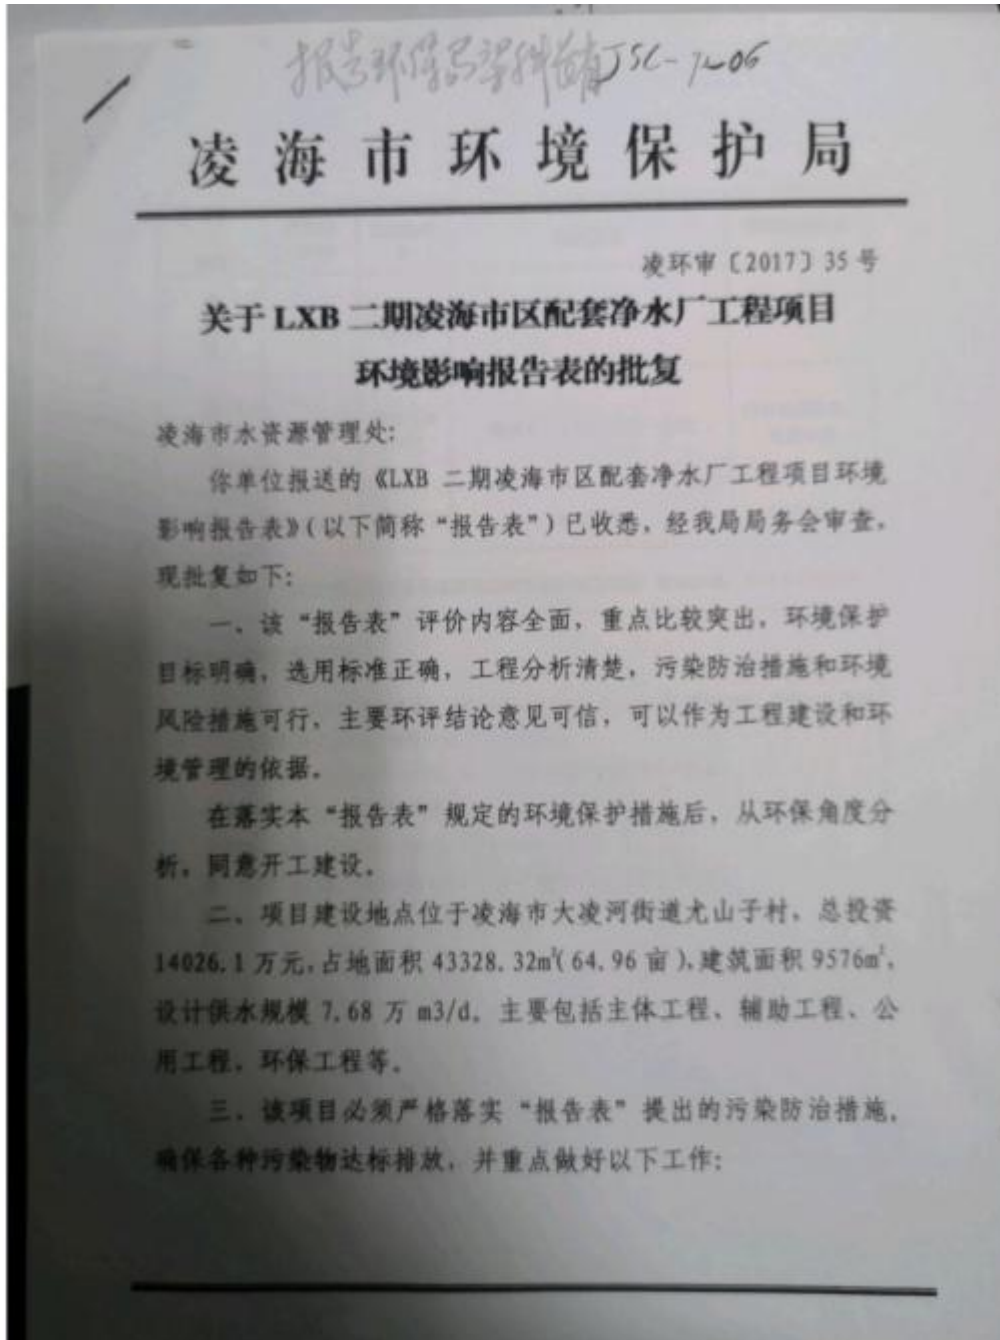 JSC-7-06
凌海市环境保护局
凌环审〔2017〕35号
关于LXB二期凌海市区配套净水厂工程项目
环境影响报告表的批复
凌海市水资源管理处：
你单位报送的《LXB 二期凌海市区配套净水厂工程项目环境
影响报告表》（以下简称“报告表”）已收悉，经我局局务会审查，
现批复如下：
一、该“报告表”评价内容全面，重点比较突出，环境保护
目标明确，选用标准正确，工程分析清楚，污染防治措施和环境
风险措施可行，主要环评结论意见可信，可以作为工程建设和环
境管理的依据。
在落实本“报告表”规定的环境保护措施后，从环保角度分
析，同意开工建设。
二、项目建设地点位于凌海市大凌河街道尤山子村，总投资
14026.1万元，占地面积43328.32m²（64.96亩），建筑面积9576m²，
设计供水规模7.68万m3/d。主要包括主体工程、辅助工程、公
用工程、环保工程等。
三、该项目必须严格落实“报告表”提出的污染防治措施，
确保各种污染物达标排放，并重点做好以下工作：